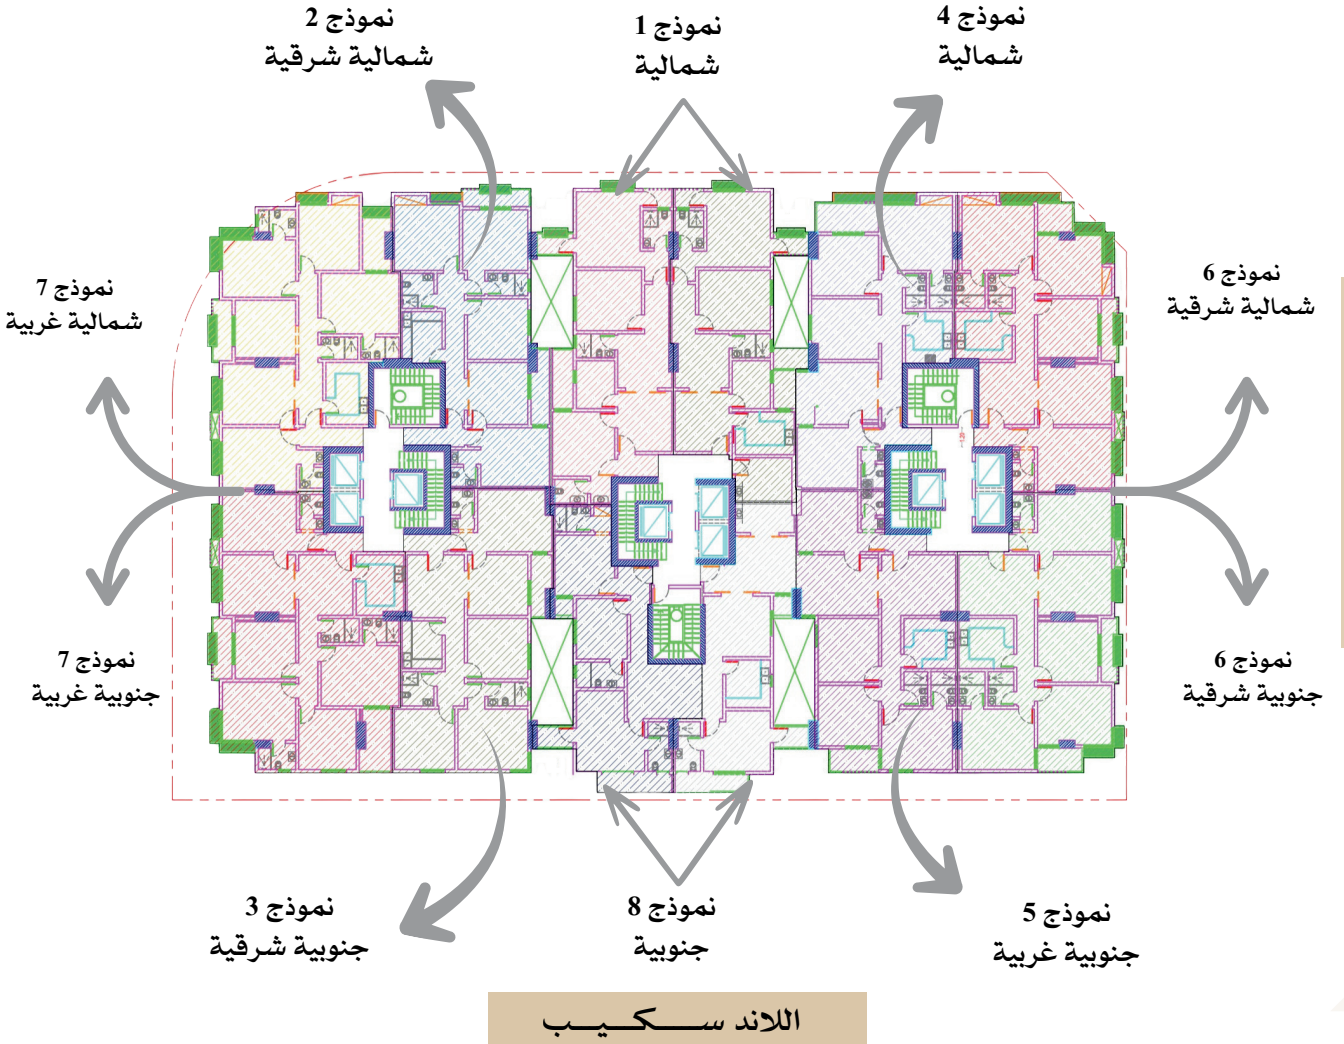 نموذج 2
شمالية شرقية
نموذج 1
شمالية
نموذج 4
شمالية
نموذج 7
شمالية غربية
نموذج 6
شمالية شرقية
نموذج 7
جنوبية غربية
نموذج 6
جنوبية شرقية
نموذج 3
جنوبية شرقية
نموذج 8
جنوبية
نموذج 5
جنوبية غربية
اللاند ســـكـــيـــب